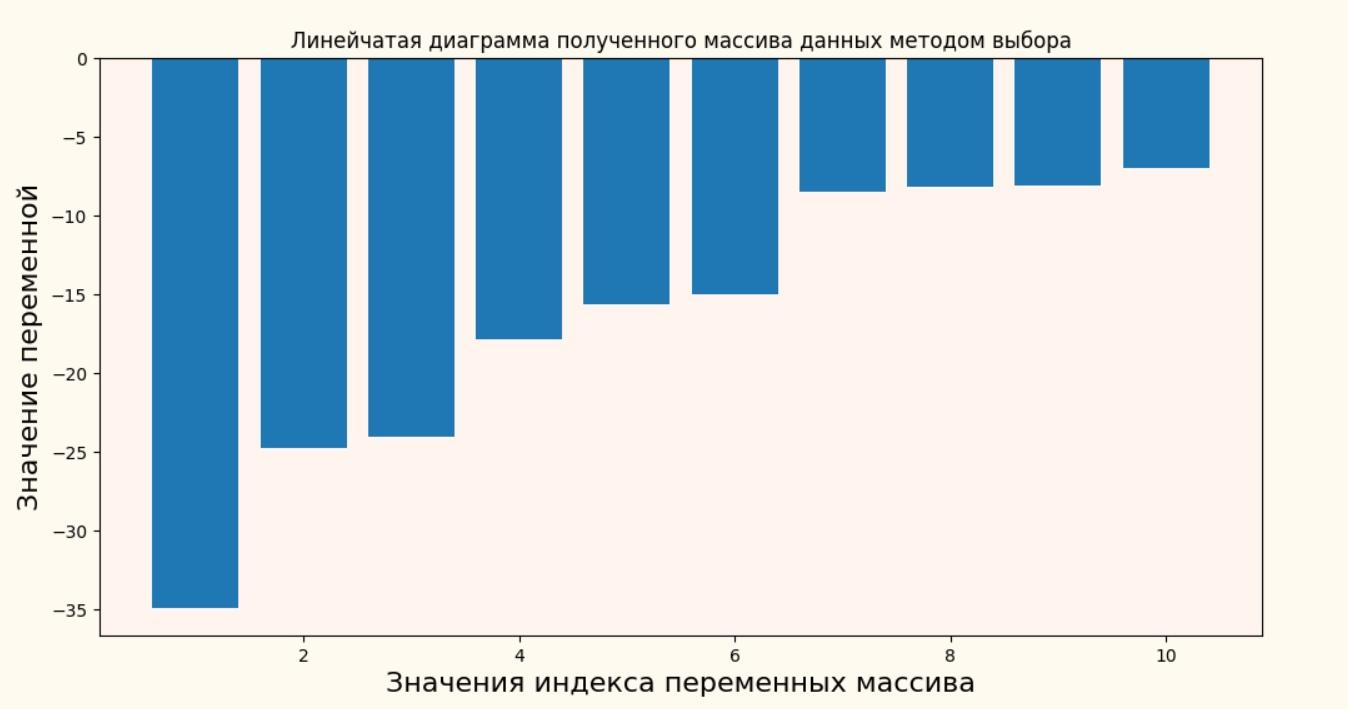 Линейчатая диаграмма полученного массива данных методом выбора
0
−5
−10
−15
−20
−25
−30
−35
Значение переменной
2 4 6 8 10
Значения индекса переменных массива